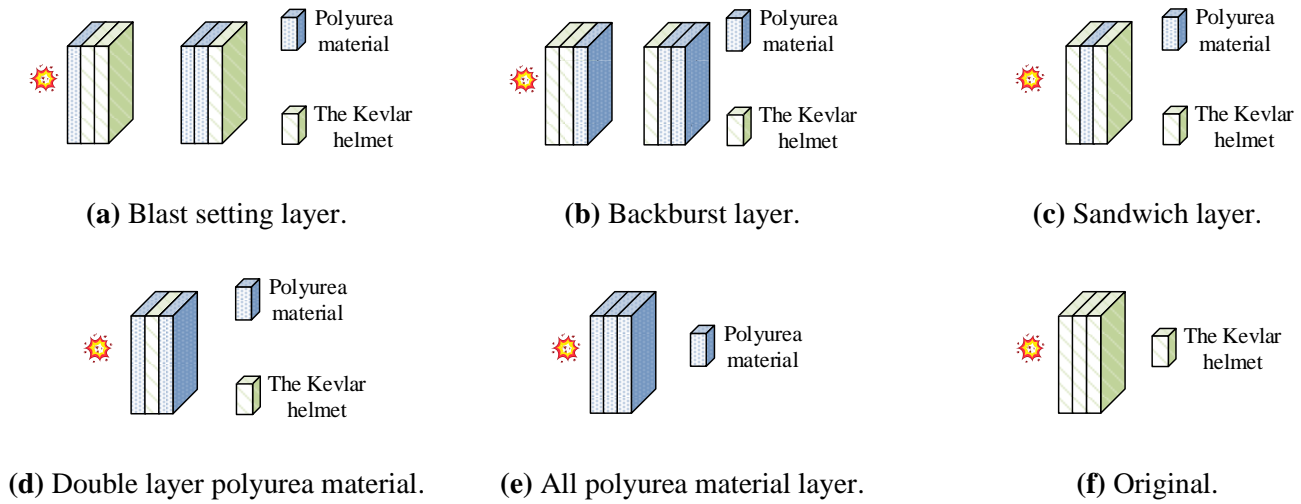 Polyurea
material
The Kevlar
helmet
(a) Blast setting layer.
Polyurea
material
The Kevlar
helmet
(b) Backburst layer.
Polyurea
material
The Kevlar
helmet
(c) Sandwich layer.
Polyurea
material
The Kevlar
helmet
(d) Double layer polyurea material.
Polyurea
material
(e) All polyurea material layer.
The Kevlar
helmet
(f) Original.